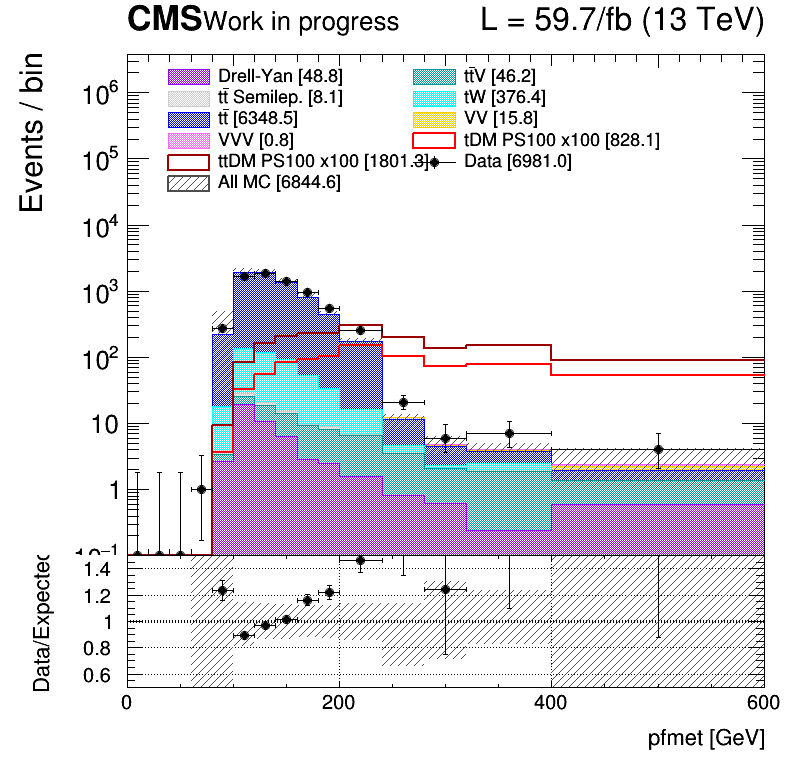 CMS Work in progress L = 59.7/fb (13 TeV)
Events / bin
Drell-Yan [48.8] tt̄V [46.2]
tt̄ Semilep. [8.1] tW [376.4]
tt̄ [6348.5] VV [15.8]
VVV [0.8] tDM PS100 x100 [828.1]
ttDM PS100 x100 [1801.3] Data [6981.0]
All MC [6844.6]
10⁶
10⁵
10⁴
10³
10²
10
1
10⁻¹
Data/Expected
1.4
1.2
1
0.8
0.6
0 200 400 600
pfmet [GeV]